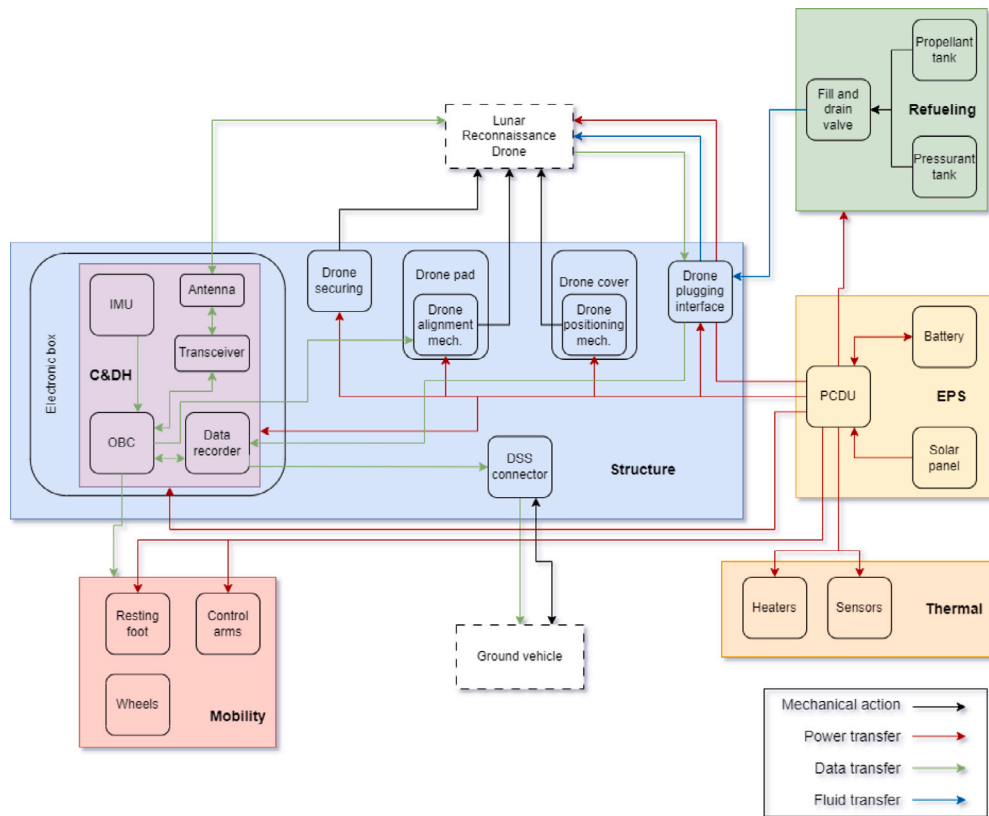 Propellant
tank
Fill and
drain
valve
Refueling
Pressurant
tank
Lunar
Reconnaissance
Drone
Electronic box
IMU
Antenna
Transceiver
C&DH
OBC
Data
recorder
Drone
securing
Drone pad
Drone
alignment
mech.
Drone cover
Drone
positioning
mech.
Drone
plugging
interface
DSS
connector
Structure
Battery
PCDU
EPS
Solar
panel
Resting
foot
Control
arms
Wheels
Mobility
Ground vehicle
Heaters
Sensors
Thermal
Mechanical action
Power transfer
Data transfer
Fluid transfer